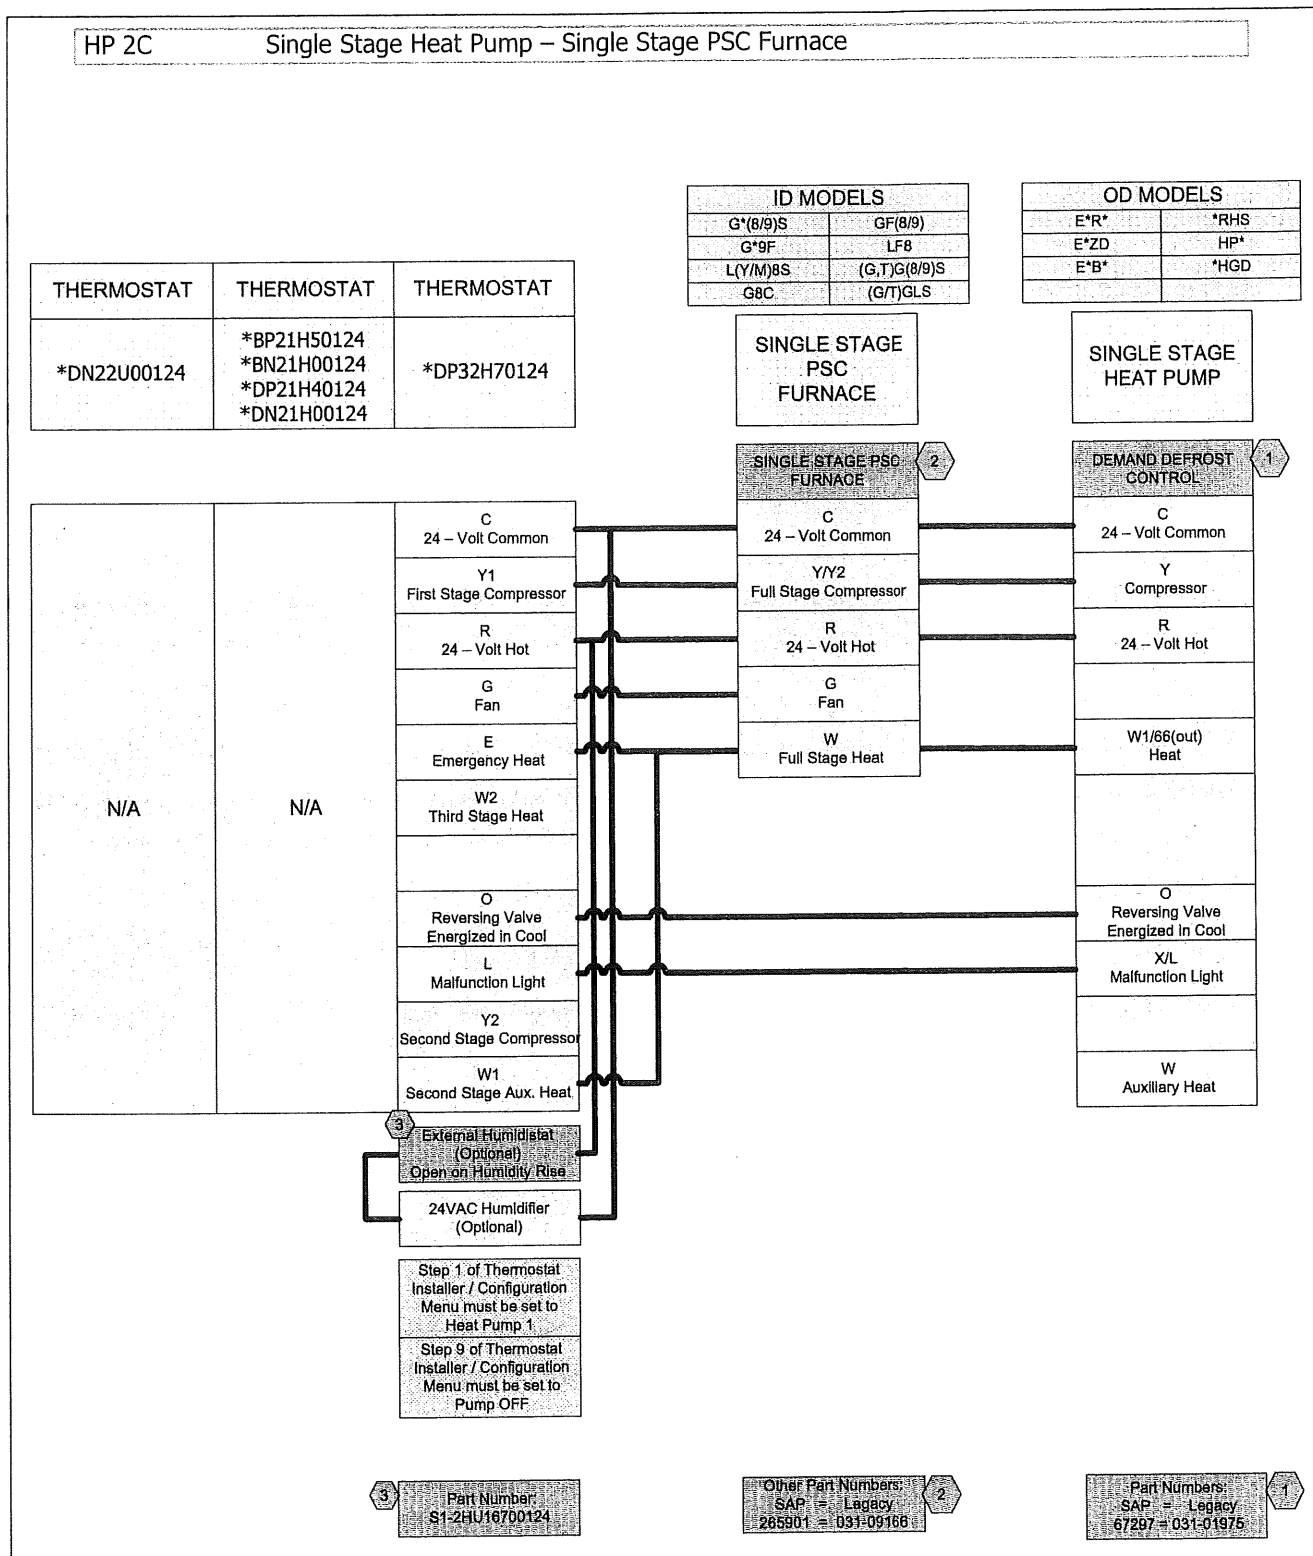 HP 2C Single Stage Heat Pump – Single Stage PSC Furnace
ID MODELS
G*(8/9)S GF(8/9)
G*9F LF8
L(Y/M)8S (G,T)G(8/9)S
G8C (G/T)GLS
OD MODELS
E*R* *RHS
E*ZD HP*
E*B* *HGD
THERMOSTAT THERMOSTAT THERMOSTAT
*DN22U00124
*BP21H50124
*BN21H00124
*DP21H40124
*DN21H00124
*DP32H70124
SINGLE STAGE
PSC
FURNACE
SINGLE STAGE
HEAT PUMP
SINGLE STAGE PSC
FURNACE
2
DEMAND DEFROST
CONTROL
1
N/A
N/A
C
24 – Volt Common
Y1
First Stage Compressor
R
24 – Volt Hot
G
Fan
E
Emergency Heat
W2
Third Stage Heat
O
Reversing Valve
Energized in Cool
L
Malfunction Light
Y2
Second Stage Compressor
W1
Second Stage Aux. Heat
C
24 – Volt Common
Y/Y2
Full Stage Compressor
R
24 – Volt Hot
G
Fan
W
Full Stage Heat
C
24 – Volt Common
Y
Compressor
R
24 – Volt Hot
W1/66(out)
Heat
O
Reversing Valve
Energized in Cool
X/L
Malfunction Light
W
Auxiliary Heat
3
External Humidistat
(Optional)
Open on Humidity Rise
24VAC Humidifier
(Optional)
Step 1 of Thermostat
Installer / Configuration
Menu must be set to
Heat Pump 1
Step 9 of Thermostat
Installer / Configuration
Menu must be set to
Pump OFF
3
Part Number:
S1-2HU16700124
Other Part Numbers:
SAP = Legacy
265901 = 031-09166
2
Part Numbers:
SAP = Legacy
67297 = 031-01975
1